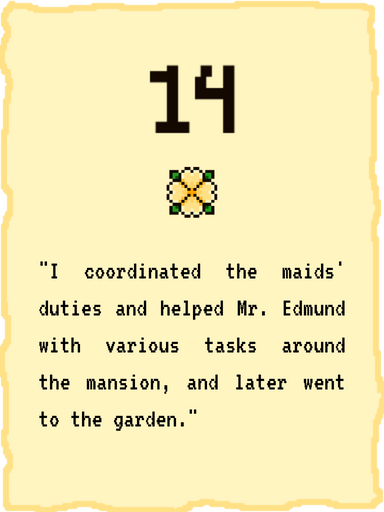 14
"I coordinated the maids'
duties and helped Mr. Edmund
with various tasks around
the mansion, and later went
to the garden."